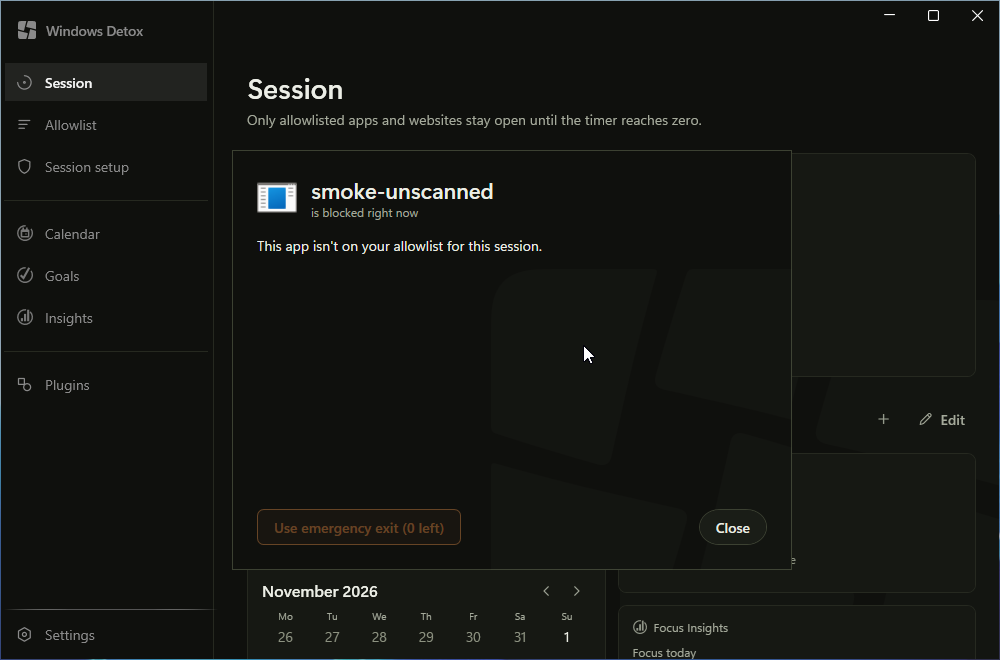 Windows Detox
Session
Allowlist
Session setup
Calendar
Goals
Insights
Plugins
Settings
Session
Only allowlisted apps and websites stay open until the timer reaches zero.
smoke-unscanned
is blocked right now
This app isn't on your allowlist for this session.
Use emergency exit (0 left)
Close
Edit
November 2026
Mo Tu We Th Fr Sa Su
26 27 28 29 30 31 1
Focus Insights
Focus today